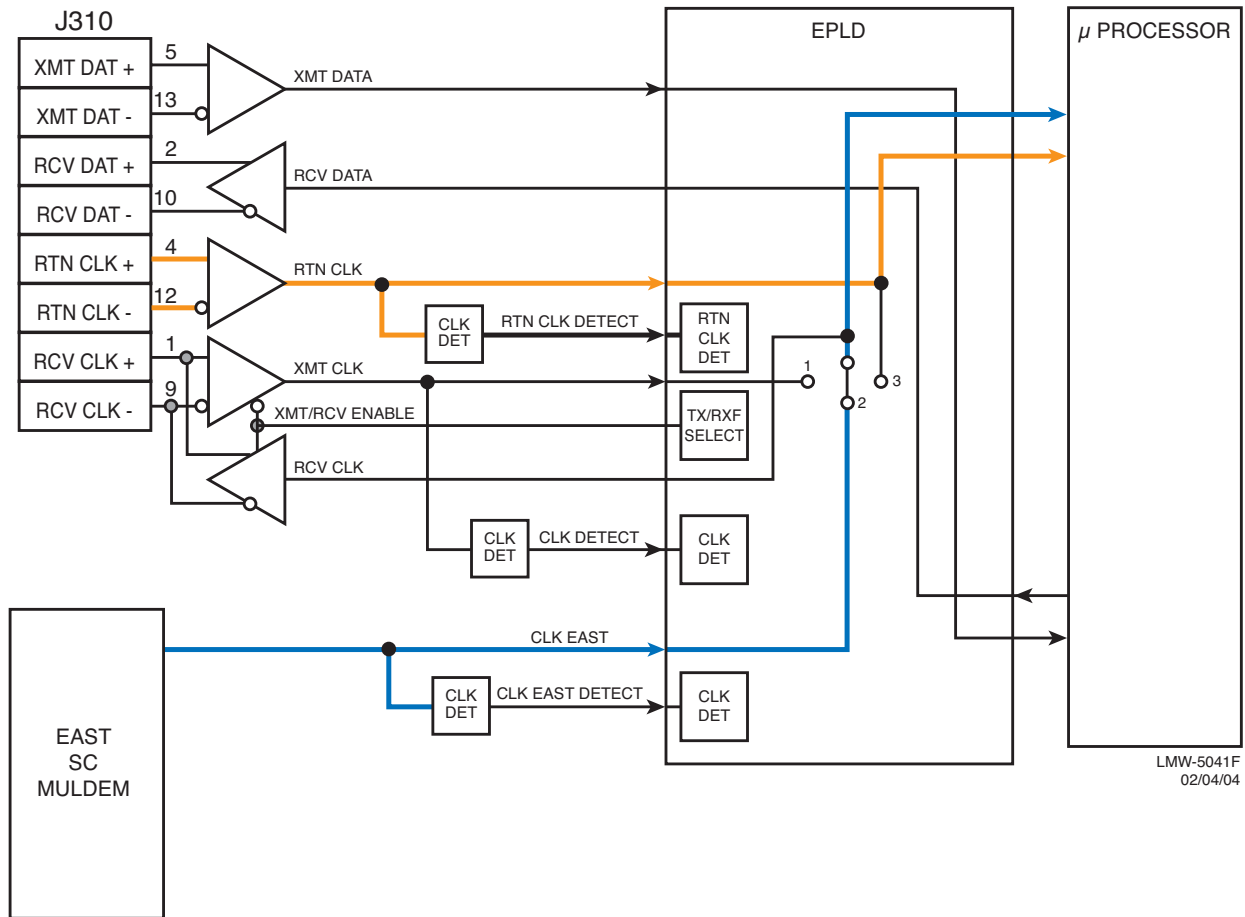 J310
EPLD
µ PROCESSOR
XMT DAT +
5
XMT DATA
XMT DAT -
13
RCV DAT +
2
RCV DATA
RCV DAT -
10
RTN CLK +
4
RTN CLK
RTN CLK -
12
CLK
DET
RTN CLK DETECT
RTN
CLK
DET
RCV CLK +
1
XMT CLK
1
3
2
RCV CLK -
9
XMT/RCV ENABLE
TX/RXF
SELECT
RCV CLK
CLK
DET
CLK DETECT
CLK
DET
CLK EAST
CLK
DET
CLK EAST DETECT
CLK
DET
EAST
SC
MULDEM
LMW-5041F
02/04/04